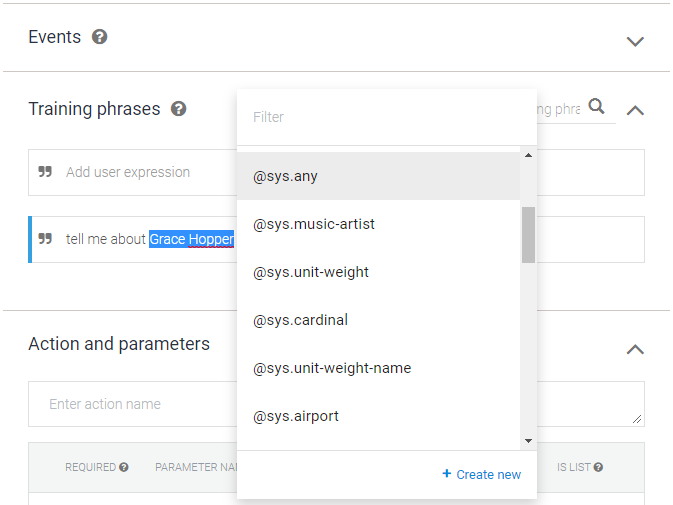 Events ?
Training phrases ?
Filter
ng phra
Add user expression
@sys.any
tell me about Grace Hopper
@sys.music-artist
@sys.unit-weight
@sys.cardinal
Action and parameters
@sys.unit-weight-name
Enter action name
@sys.airport
REQUIRED ? PARAMETER NA
IS LIST ?
+ Create new